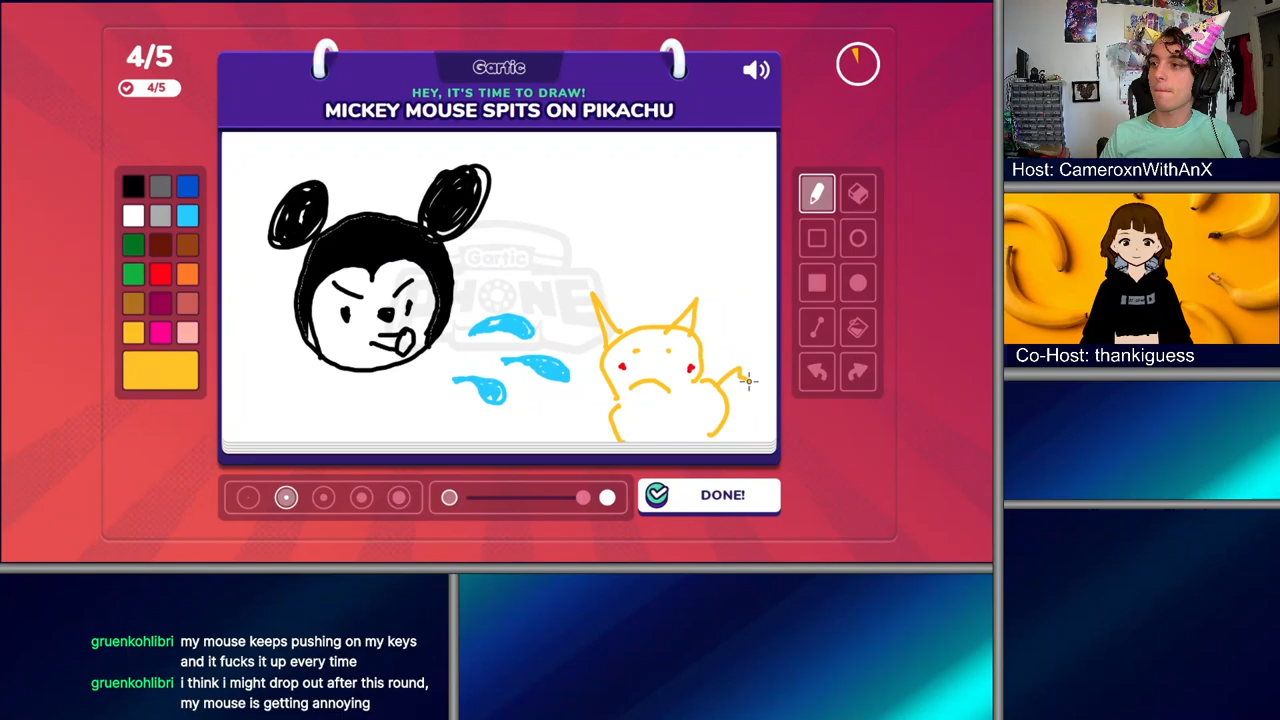 4/5
4/5
Gartic
HEY, IT'S TIME TO DRAW!
MICKEY MOUSE SPITS ON PIKACHU
Gartic
PHONE
DONE!
Host: CameroxnWithAnX
Co-Host: thankiguess
gruenkohlibri my mouse keeps pushing on my keys
and it fucks it up every time
gruenkohlibri i think i might drop out after this round,
my mouse is getting annoying